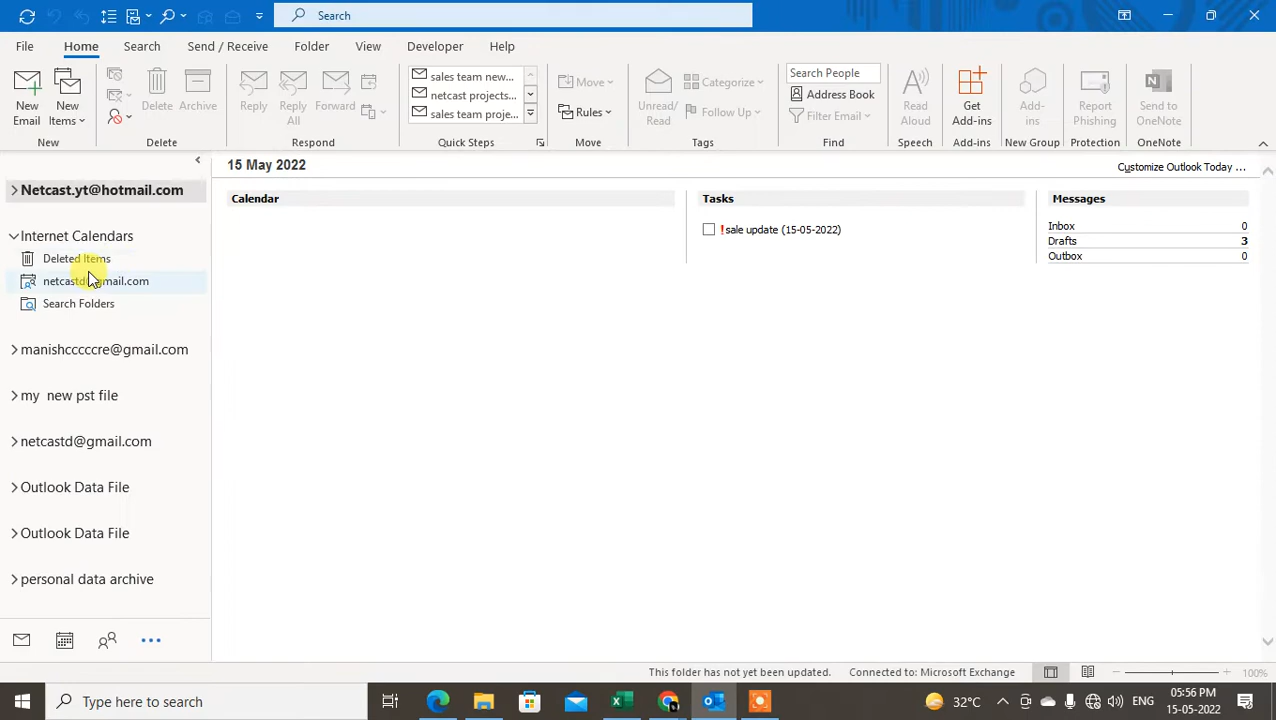 Search
File Home Search Send / Receive Folder View Developer Help
New Email
New Items
Delete
Archive
Reply
Reply All
Forward
sales team new...
netcast projects...
sales team proje...
Move
Rules
Unread/ Read
Categorize
Follow Up
Search People
Address Book
Filter Email
Read Aloud
Get Add-ins
Add-ins
Report Phishing
Send to OneNote
New Delete Respond Quick Steps Move Tags Find Speech Add-ins New Group Protection OneNote
Netcast.yt@hotmail.com
Internet Calendars
Deleted Items
Search Folders
manishcccccre@gmail.com
my new pst file
netcastd@gmail.com
Outlook Data File
Outlook Data File
personal data archive
15 May 2022
Customize Outlook Today ...
Calendar
Tasks
!sale update (15-05-2022)
Messages
Inbox 0
Drafts 3
Outbox 0
This folder has not yet been updated. Connected to: Microsoft Exchange 100%
Type here to search
32°C
ENG
05:56 PM
15-05-2022